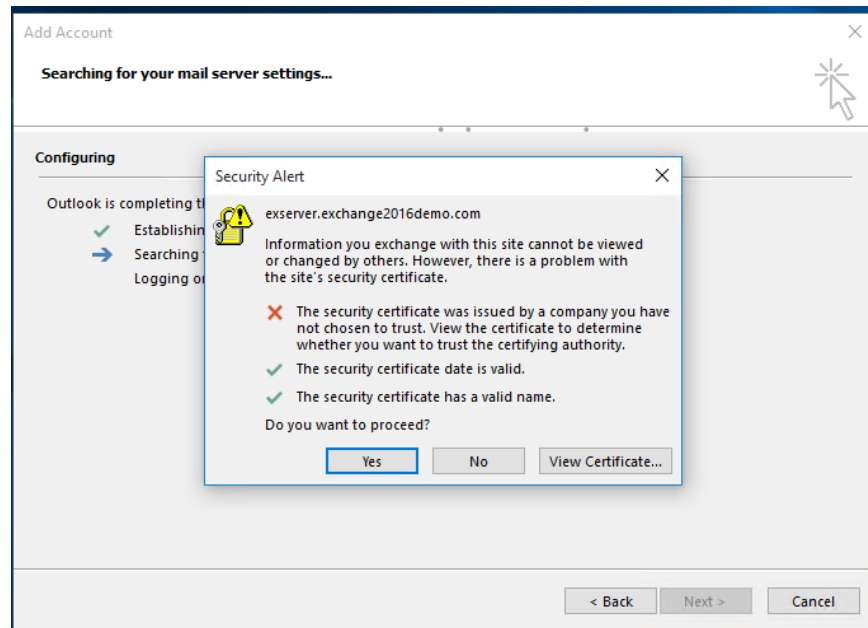 Add Account
Searching for your mail server settings...
Configuring
Outlook is completing
Establishin
Searching
Logging o
Security Alert
exserver.exchange2016demo.com
Information you exchange with this site cannot be viewed
or changed by others. However, there is a problem with
the site's security certificate.
The security certificate was issued by a company you have
not chosen to trust. View the certificate to determine
whether you want to trust the certifying authority.
The security certificate date is valid.
The security certificate has a valid name.
Do you want to proceed?
Yes
No
View Certificate...
< Back
Next >
Cancel